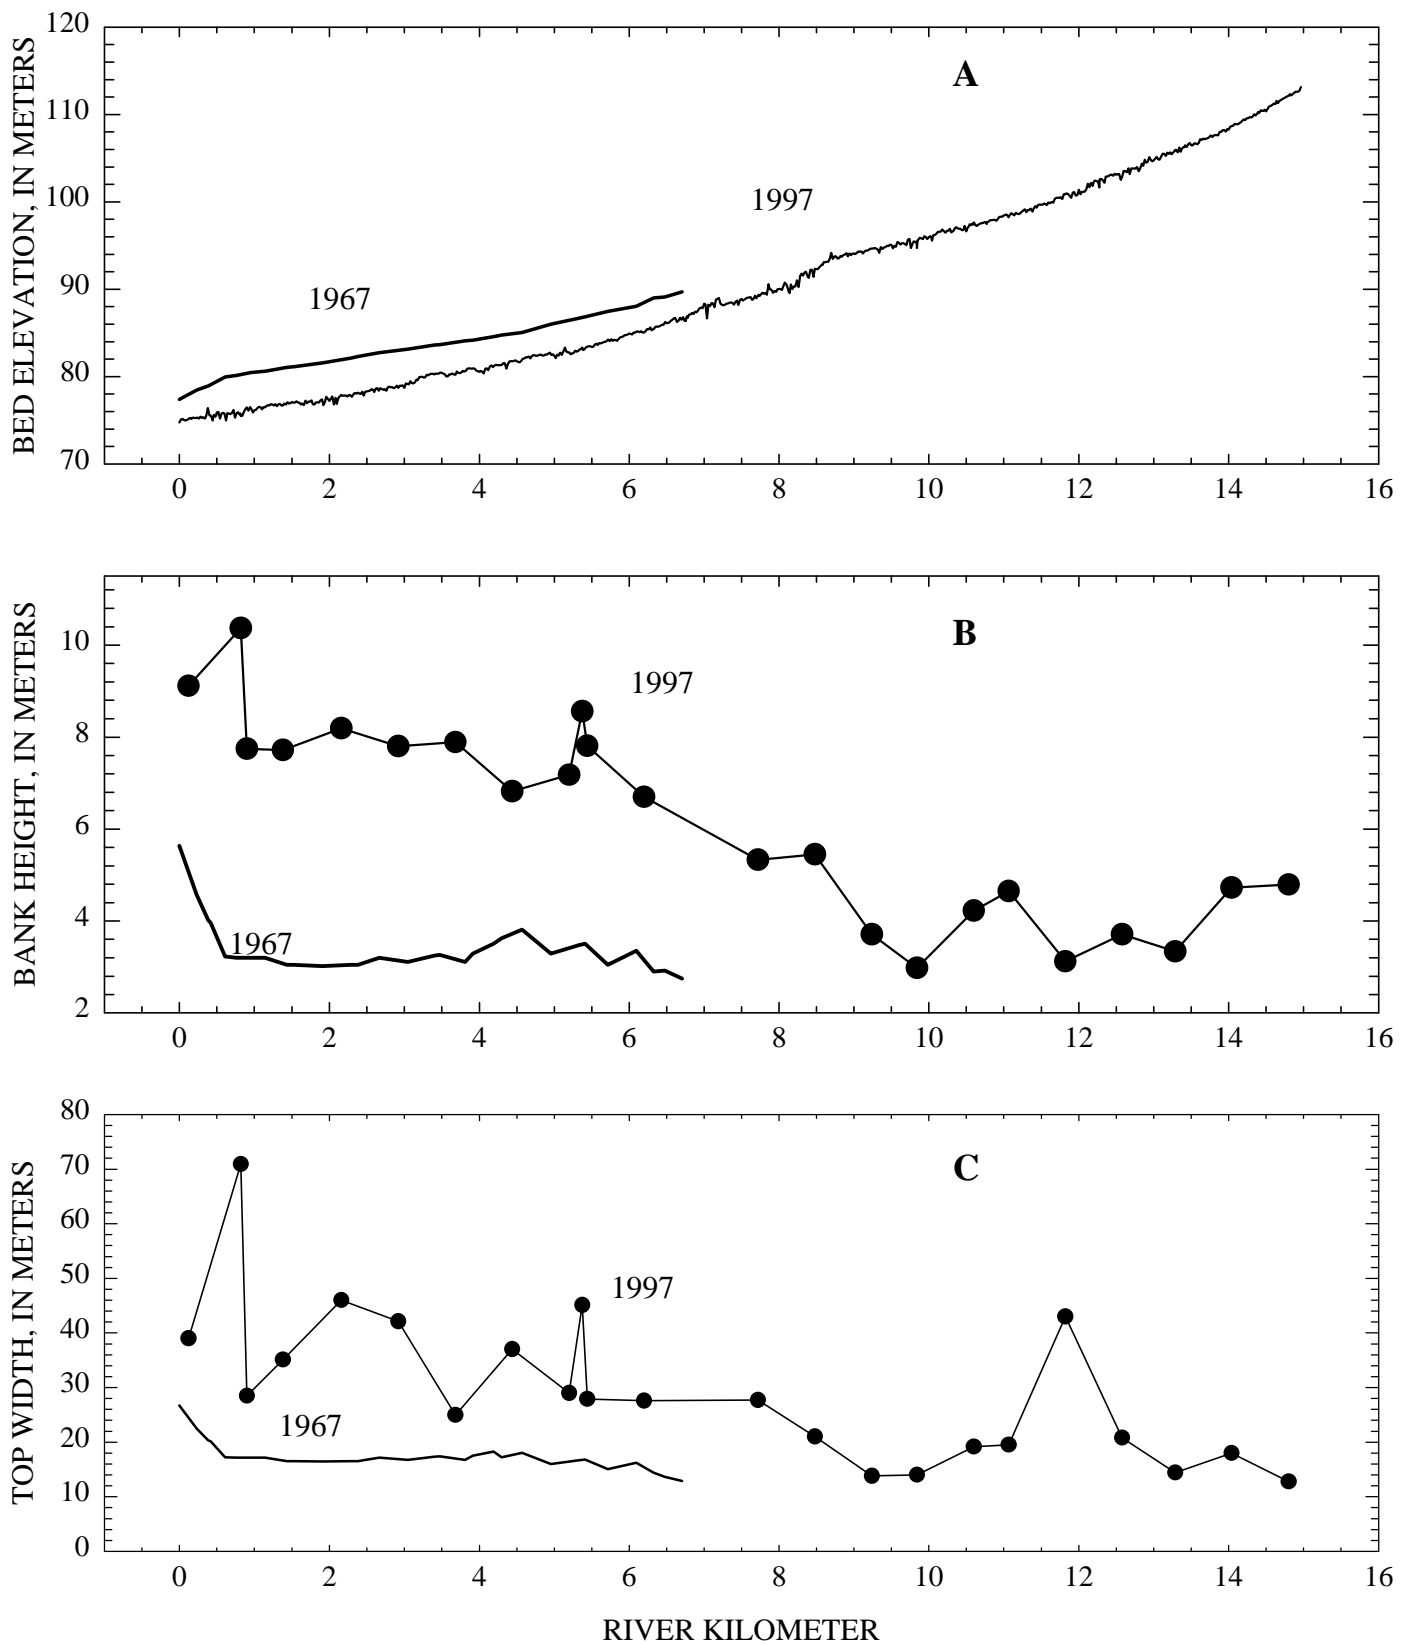 120
110
100
90
80
70
BED ELEVATION, IN METERS
A
1997
1967
0 2 4 6 8 10 12 14 16
10
8
6
4
2
BANK HEIGHT, IN METERS
B
1997
1967
0 2 4 6 8 10 12 14 16
80
70
60
50
40
30
20
10
0
TOP WIDTH, IN METERS
C
1997
1967
0 2 4 6 8 10 12 14 16
RIVER KILOMETER